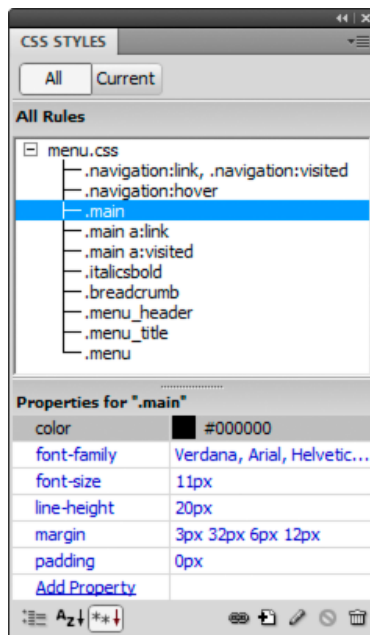 CSS STYLES
All Current
All Rules
menu.css
.navigation:link, .navigation:visited
.navigation:hover
.main
.main a:link
.main a:visited
.italicsbold
.breadcrumb
.menu_header
.menu_title
.menu
Properties for ".main"
color #000000
font-family Verdana, Arial, Helvetic...
font-size 11px
line-height 20px
margin 3px 32px 6px 12px
padding 0px
Add Property
AZ↓ **↓